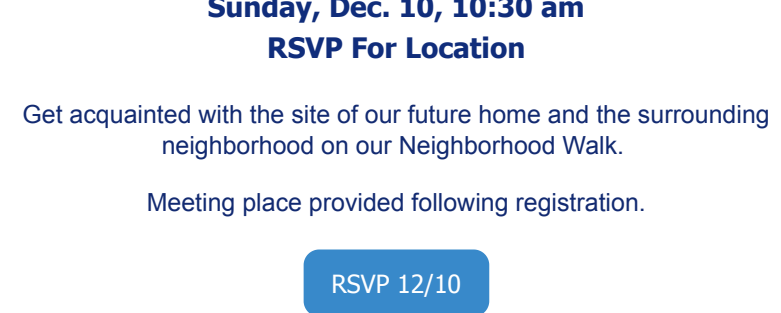 Sunday, Dec. 10, 10:30 am
RSVP For Location
Get acquainted with the site of our future home and the surrounding
neighborhood on our Neighborhood Walk.
Meeting place provided following registration.
RSVP 12/10